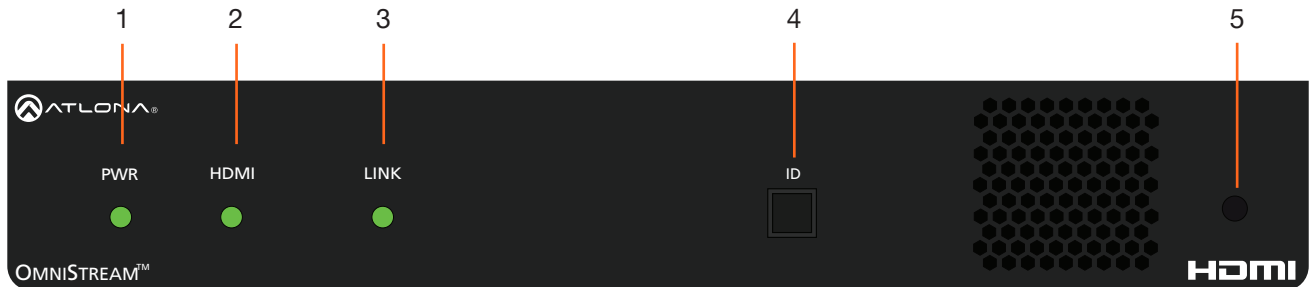 1 2 3 4 5
ATLONA®
PWR HDMI LINK ID
OMNISTREAM™
HDMI